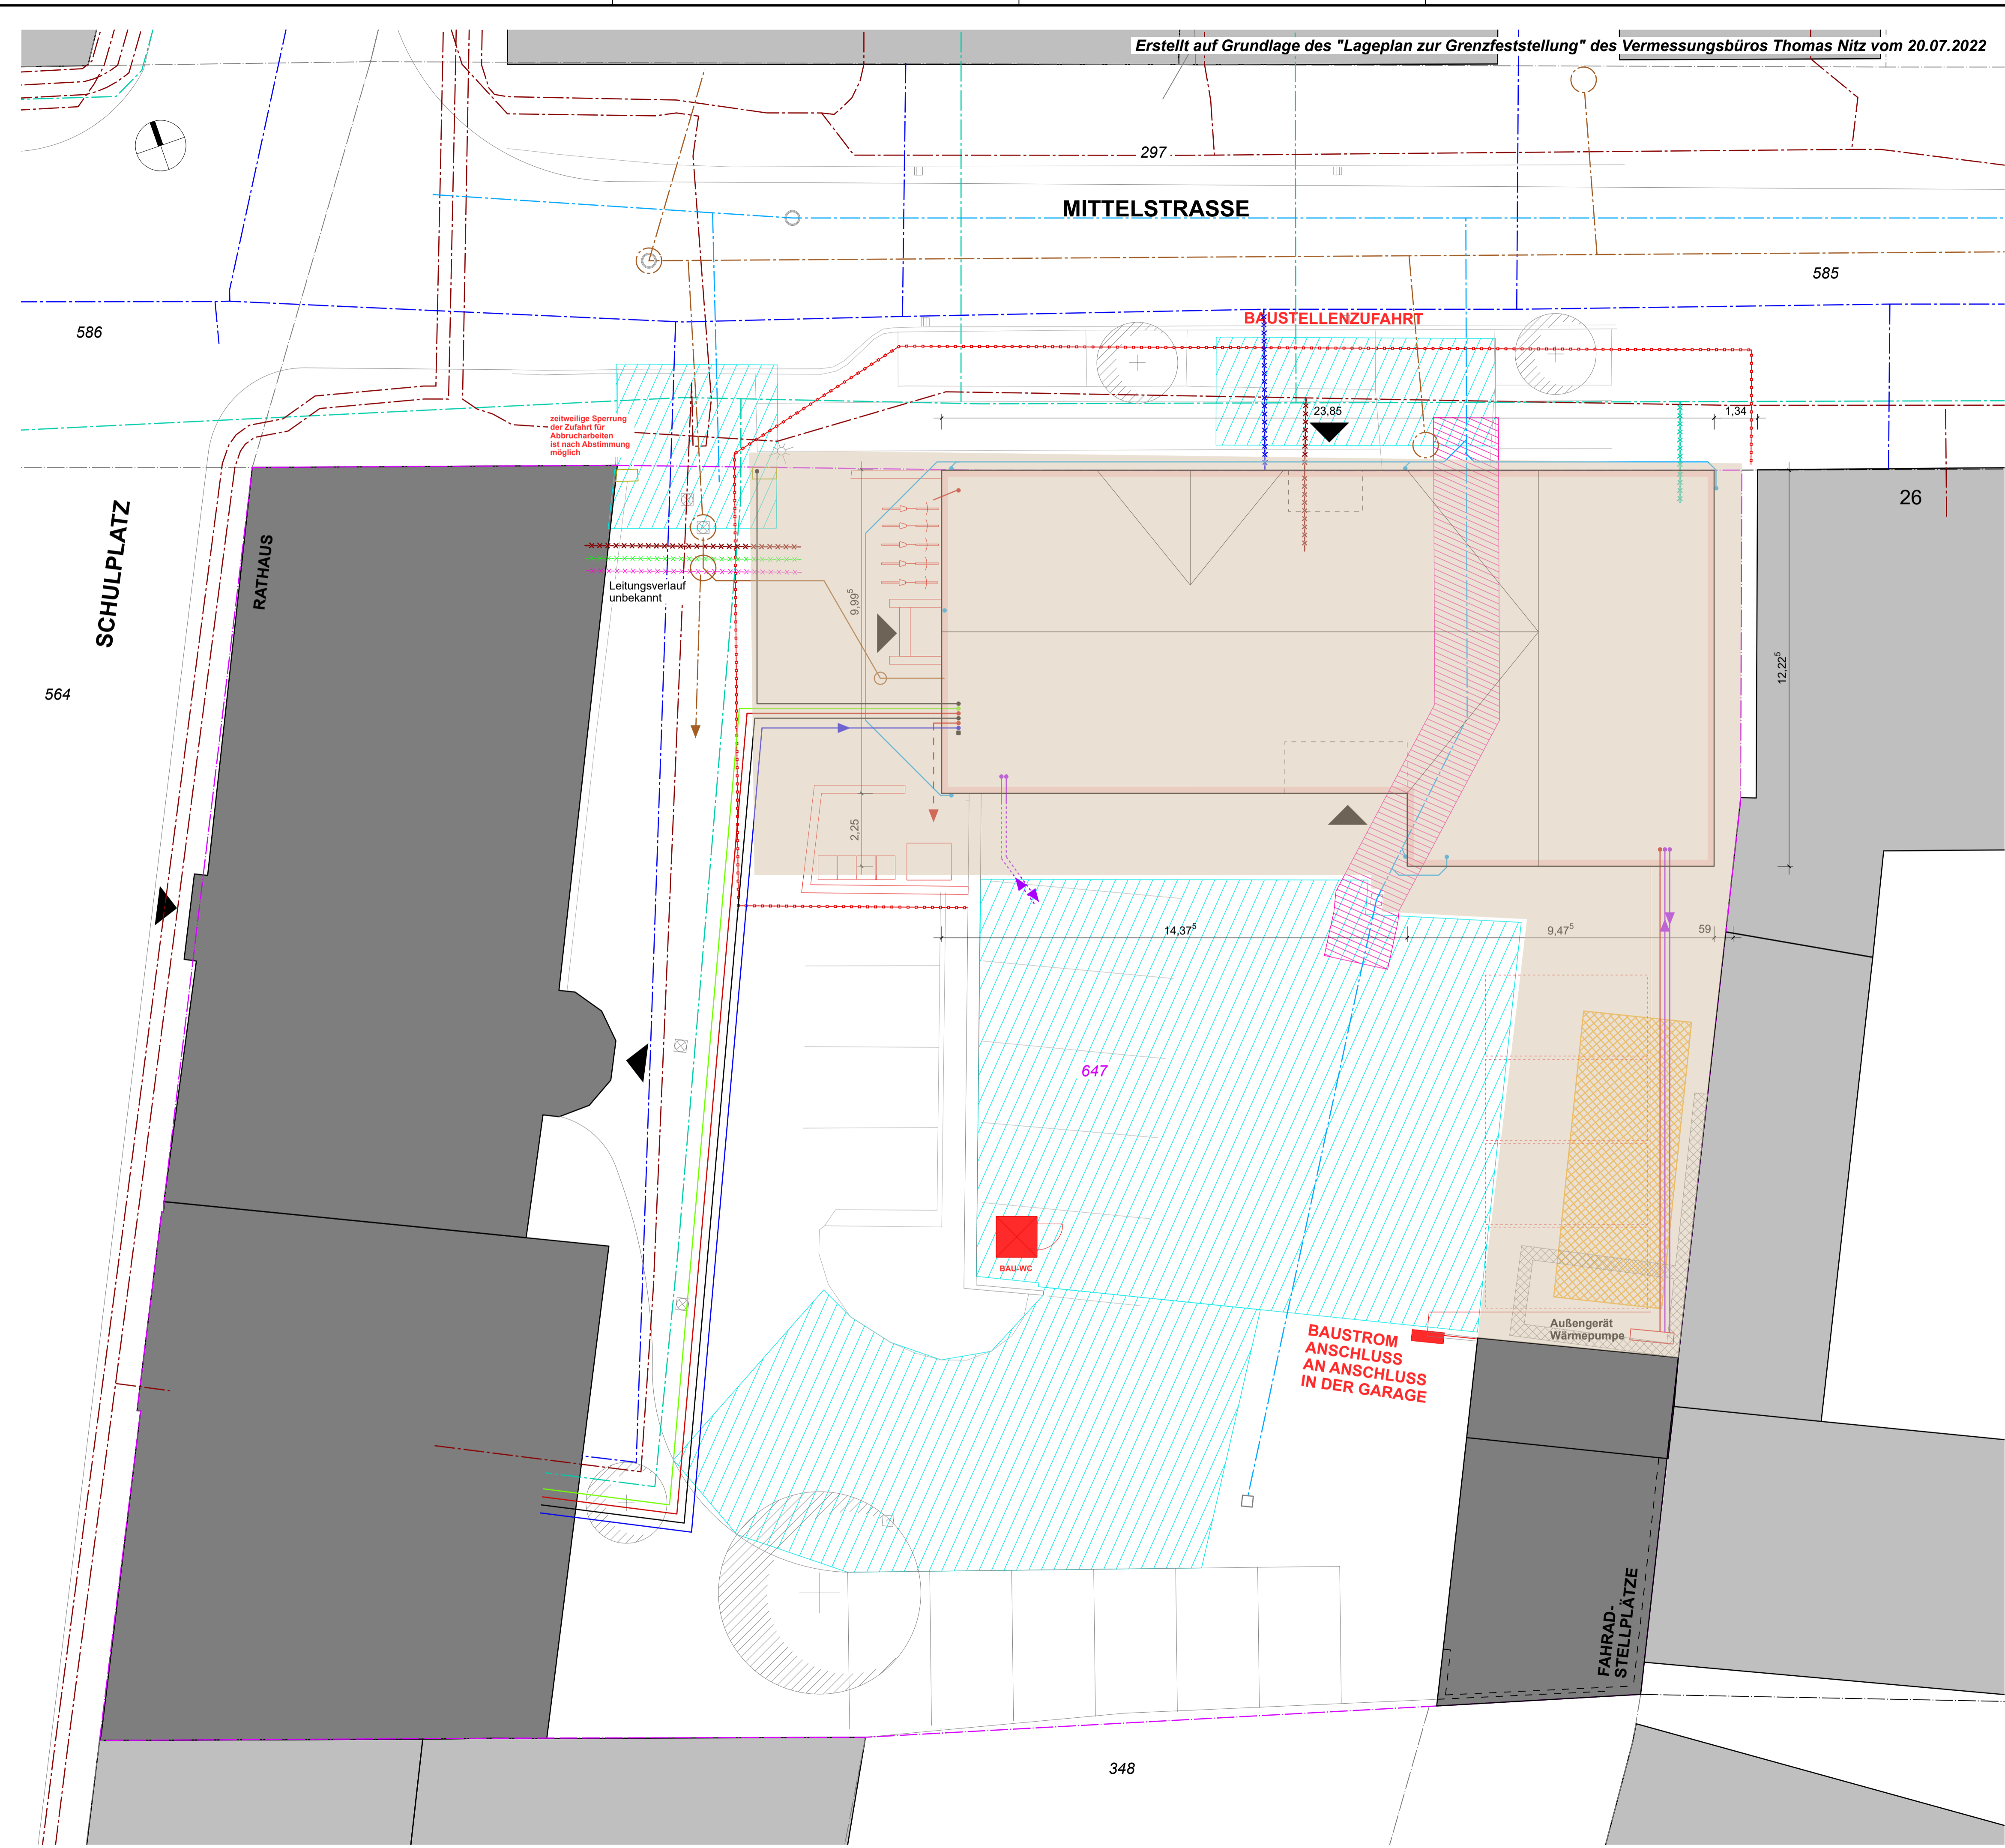 Erstellt auf Grundlage des "Lageplan zur Grenzfeststellung" des Vermessungsbüros Thomas Nitz vom 20.07.2022
297
MITTELSTRASSE
585
586
BAUSTELLENZUFAHRT
23,85
1,34
zeitweilige Sperrung
der Zufahrt für
Abbrucharbeiten
ist nach Abstimmung
möglich
26
SCHULPLATZ
RATHAUS
Leitungsverlauf
unbekannt
9,99⁵
12,22⁵
564
2,25
14,37⁵
9,47⁵
59
647
BAU-WC
Außengerät
Wärmepumpe
BAUSTROM
ANSCHLUSS
AN ANSCHLUSS
IN DER GARAGE
FAHRAD-
STELLPLÄTZE
348